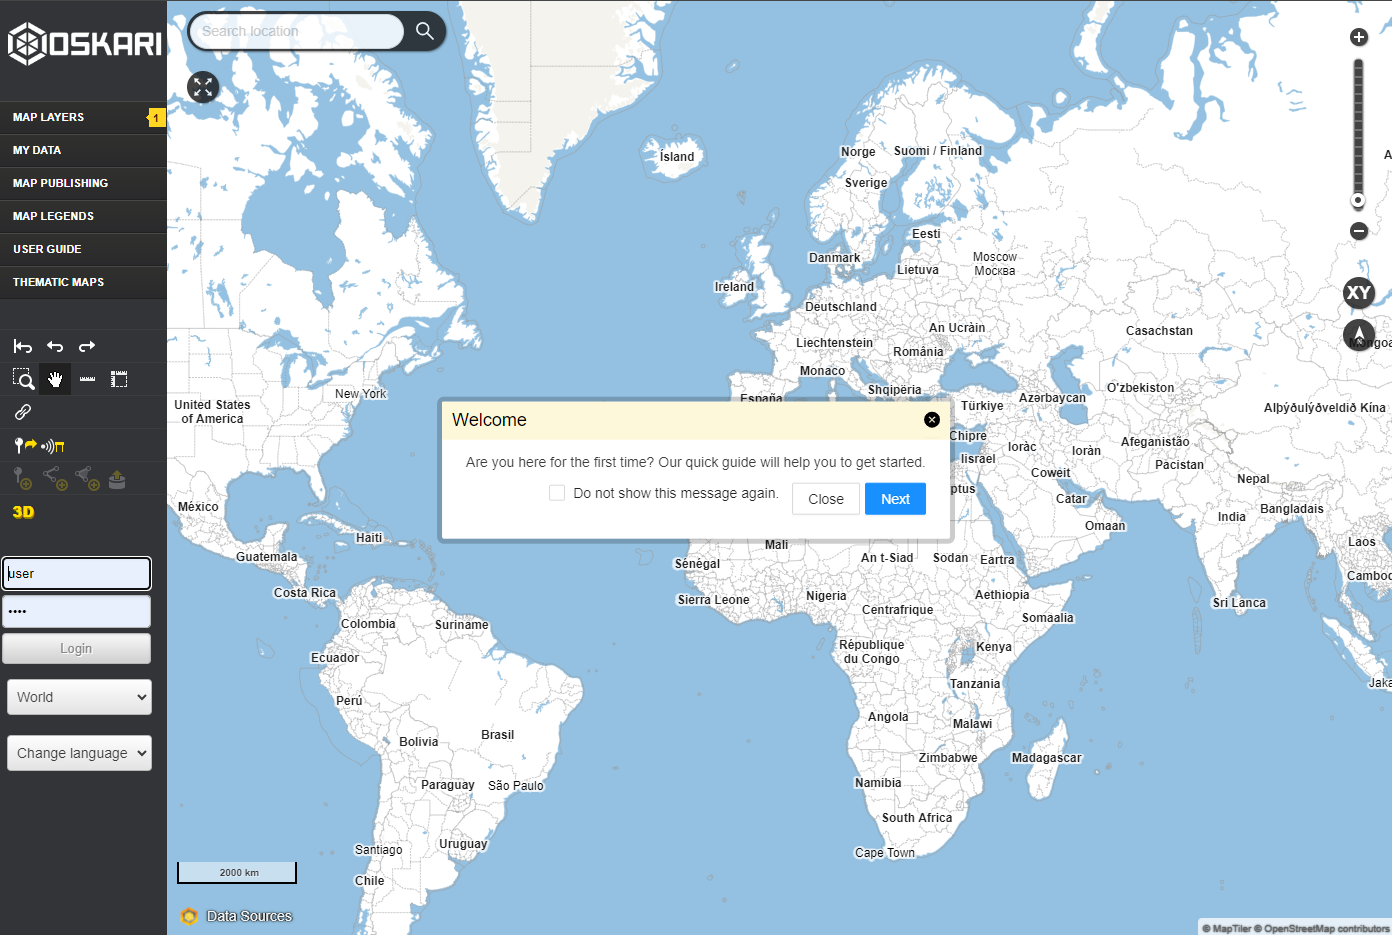 OSKARI
Search location
MAP LAYERS
1
MY DATA
MAP PUBLISHING
MAP LEGENDS
USER GUIDE
THEMATIC MAPS
3D
user
Login
World
Change language
XY
Ísland
Norge
Suomi / Finland
Sverige
Eesti
Danmark
Lietuva
Moscow
Москва
Ireland
Deutschland
An Ucráin
Casachstan
Liechtenstein
România
Monaco
Shqipëria
O'zbekiston
España
Türkiye
Azərbaycan
Alþýðulýðveldið Kína
New York
United States
of America
Welcome
Are you here for the first time? Our quick guide will help you to get started.
Do not show this message again.
Close
Next
Chipre
Iorác
Iorán
Afeganistão
Iisrael
Pacistan
Coweit
Nepal
Catar
Bangladais
India
Omaan
México
Haiti
Laos
Guatemala
Mali
An t-Siad
Sodan
Eartra
Sénégal
Costa Rica
Sierra Leone
Nigeria
Aethiopia
Sri Lanca
Centrafrique
Somaalia
Colombia
Suriname
République
du Congo
Kenya
Ecuador
Tanzania
Perú
Angola
Malawi
Brasil
Bolivia
Zimbabwe
Madagascar
Paraguay
São Paulo
Namibia
South Africa
Uruguay
Santiago
Cape Town
Chile
2000 km
Data Sources
© MapTiler © OpenStreetMap contributors